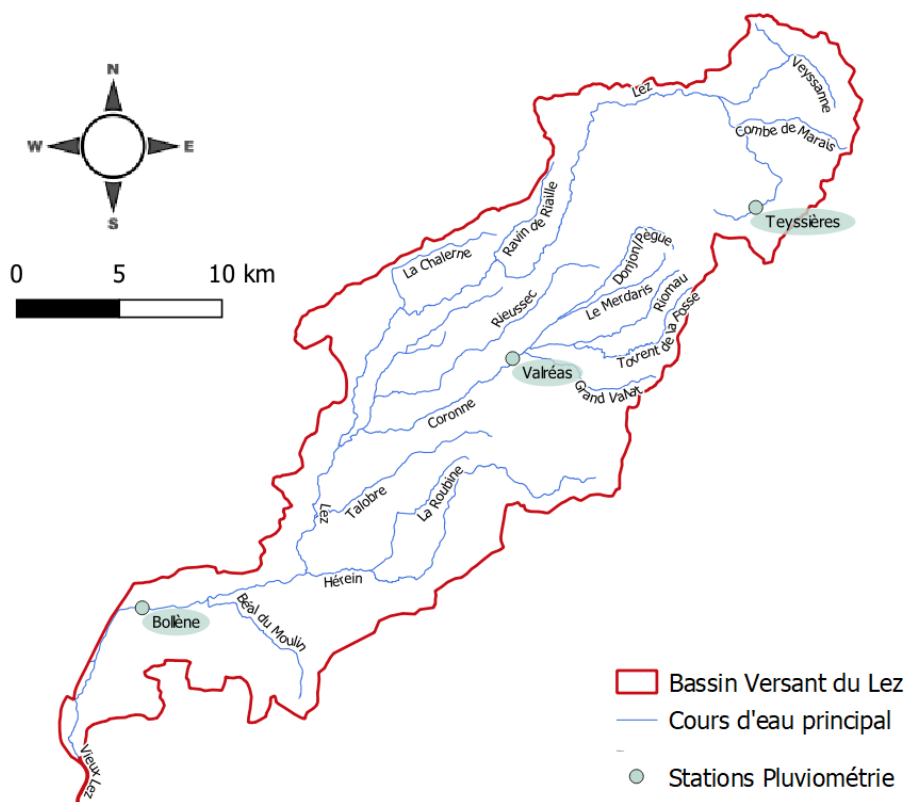 N
W
E
S
0 5 10 km
Lez
Veyssanne
Combe de Marais
Teyssières
Ravin de Riaille
La Chalerne
Donjon/Pègue
Le Merdaris
Riomau
Torrent de la Fosse
Rieussec
Valréas
Grand Vallat
Coronne
Lez
Talobre
La Roubine
Hérein
Béal du Moulin
Bollène
Vieux Lez
Bassin Versant du Lez
Cours d'eau principal
Stations Pluviométrie